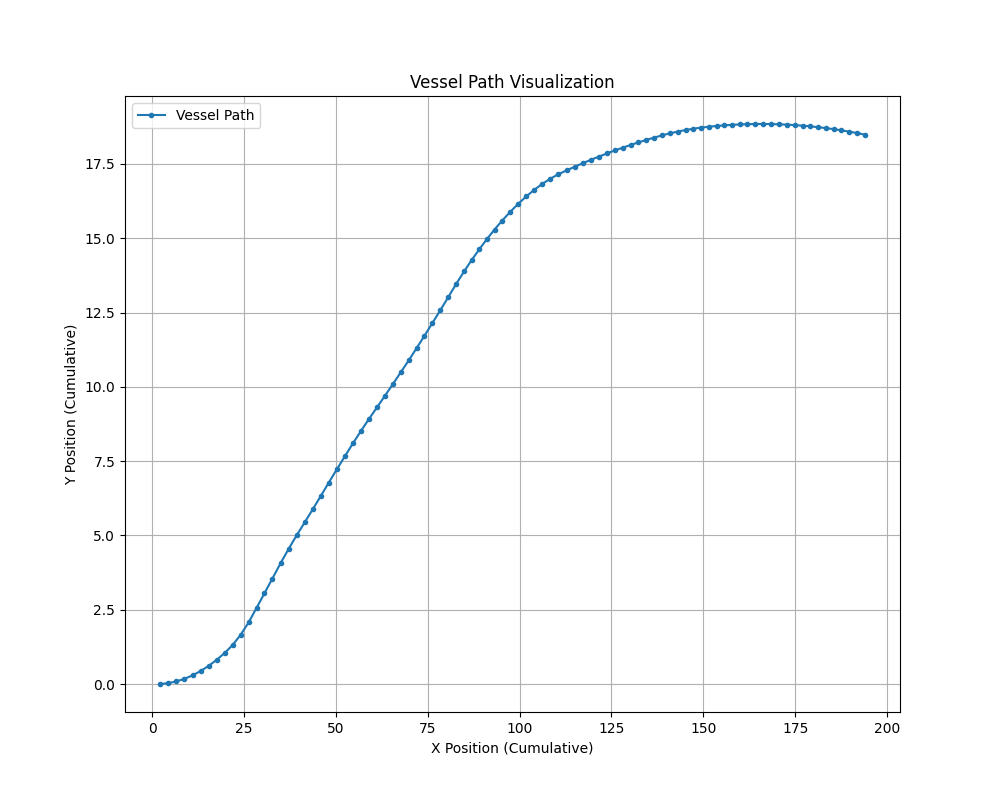 Vessel Path Visualization
Vessel Path
17.5
15.0
12.5
10.0
7.5
5.0
2.5
0.0
Y Position (Cumulative)
0 25 50 75 100 125 150 175 200
X Position (Cumulative)